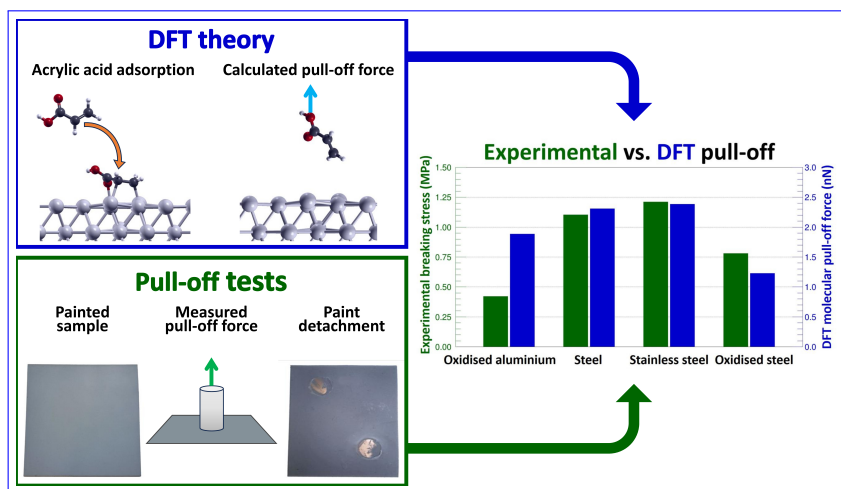 DFT theory
Acrylic acid adsorption
Calculated pull-off force
Pull-off tests
Painted
sample
Measured
pull-off force
Paint
detachment
Experimental vs. DFT pull-off
Experimental breaking stress (MPa)
1.50
1.25
1.00
0.75
0.50
0.25
0.00
DFT molecular pull-off force (nN)
3.0
2.5
2.0
1.5
1.0
0.5
0.0
Oxidised aluminium
Steel
Stainless steel
Oxidised steel